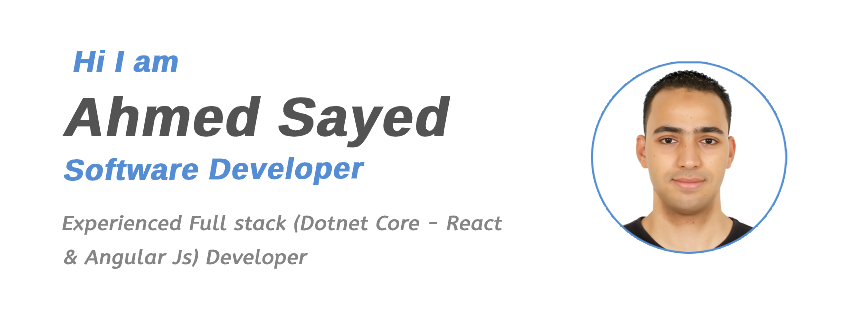 Hi I am
Ahmed Sayed
Software Developer
Experienced Full stack (Dotnet Core - React
& Angular Js) Developer